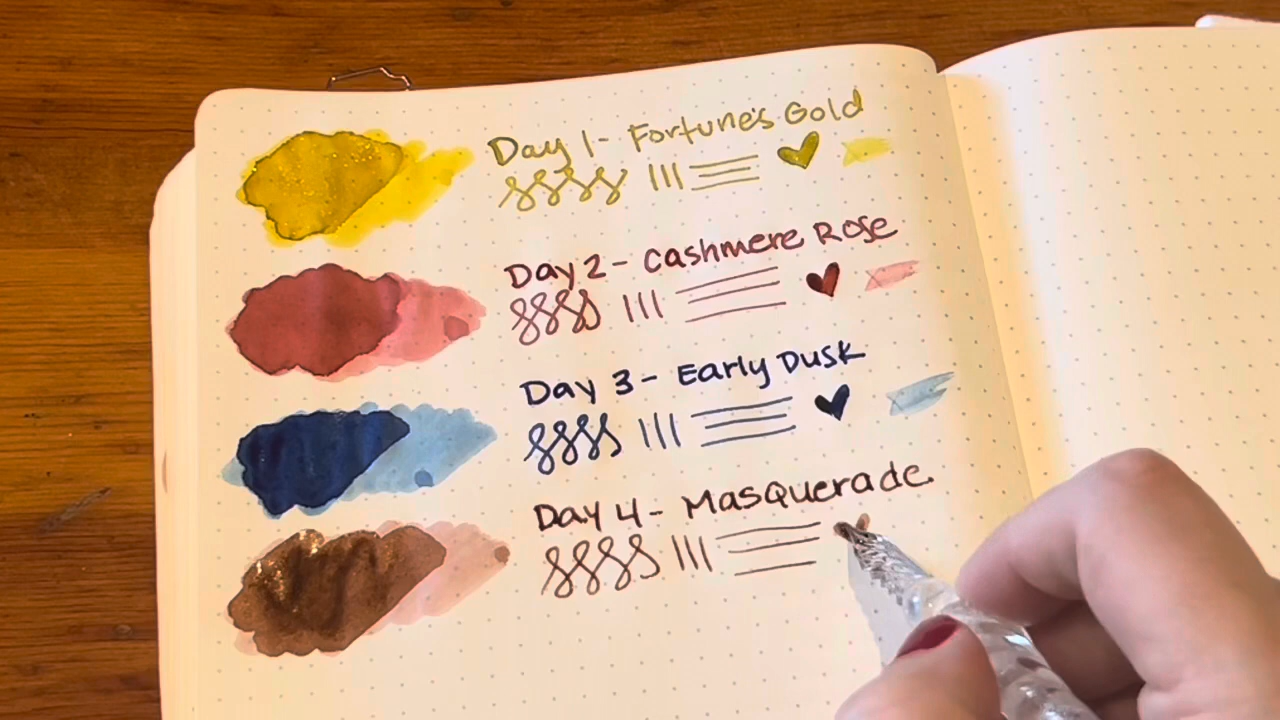 Day 1- Fortune's Gold
Day 2- Cashmere Rose
Day 3- Early Dusk
Day 4- Masquerade